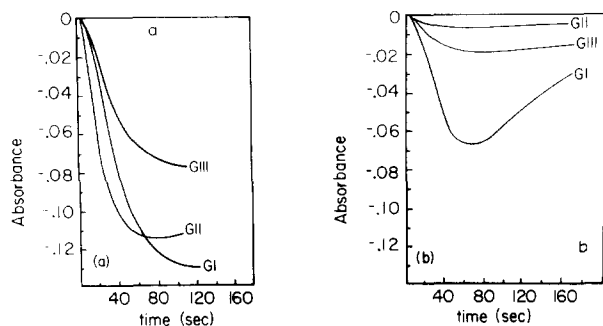 a
0
-.02
-.04
-.06
-.08
-.10
-.12
Absorbance
GIII
GII
GI
(a)
40 80 120 160
time (sec)
0
-.02
-.04
-.06
-.08
-.10
-.12
Absorbance
GII
GIII
GI
(b)
b
40 80 120 160
time (sec)